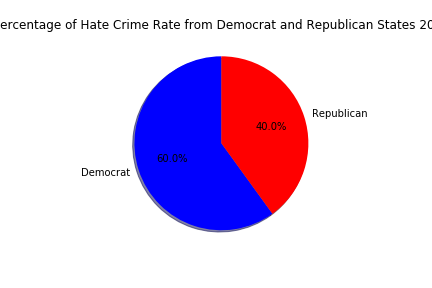 ercentage of Hate Crime Rate from Democrat and Republican States 20
Republican
40.0%
60.0%
Democrat